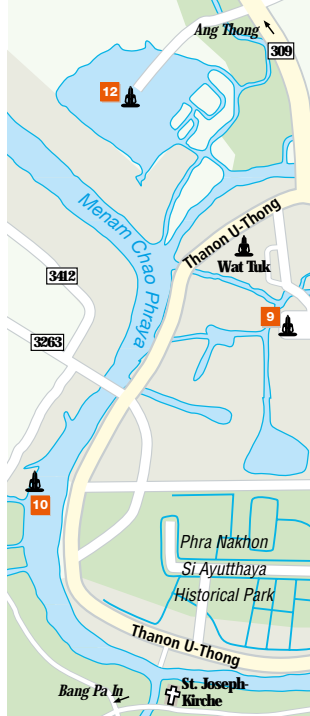 Ang Thong
309
12
Menam Chao Phraya
Thanon U-Thong
Wat Tuk
3412
9
3263
10
Phra Nakhon
Si Ayutthaya
Historical Park
Thanon U-Thong
Bang Pa In
St. Joseph-
Kirche